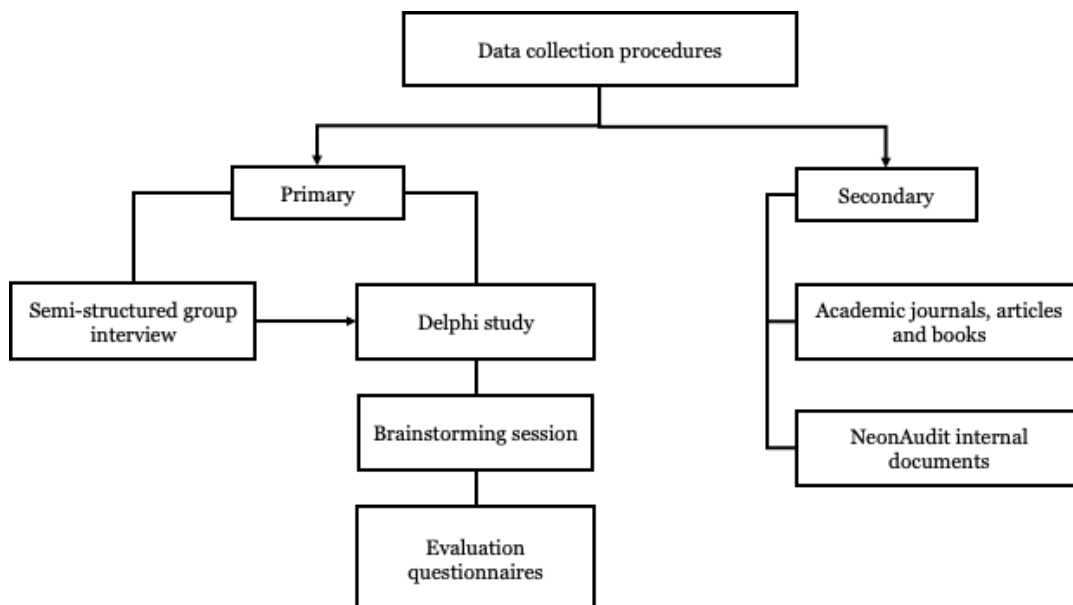 Data collection procedures
Primary
Secondary
Semi-structured group
interview
Delphi study
Academic journals, articles
and books
Brainstorming session
NeonAudit internal
documents
Evaluation
questionnaires